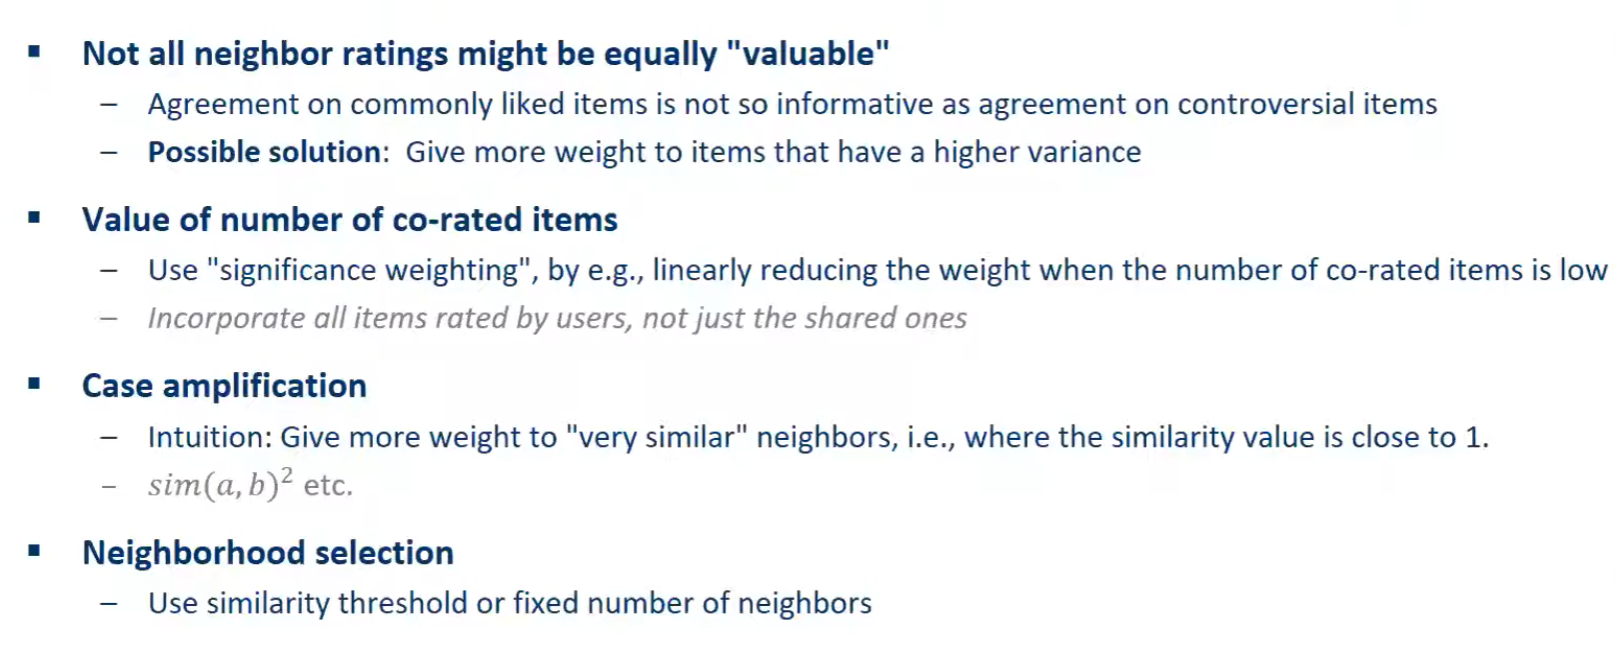 ▪ Not all neighbor ratings might be equally "valuable"
– Agreement on commonly liked items is not so informative as agreement on controversial items
– Possible solution: Give more weight to items that have a higher variance
▪ Value of number of co-rated items
– Use "significance weighting", by e.g., linearly reducing the weight when the number of co-rated items is low
– Incorporate all items rated by users, not just the shared ones
▪ Case amplification
– Intuition: Give more weight to "very similar" neighbors, i.e., where the similarity value is close to 1.
– sim(a, b)² etc.
▪ Neighborhood selection
– Use similarity threshold or fixed number of neighbors